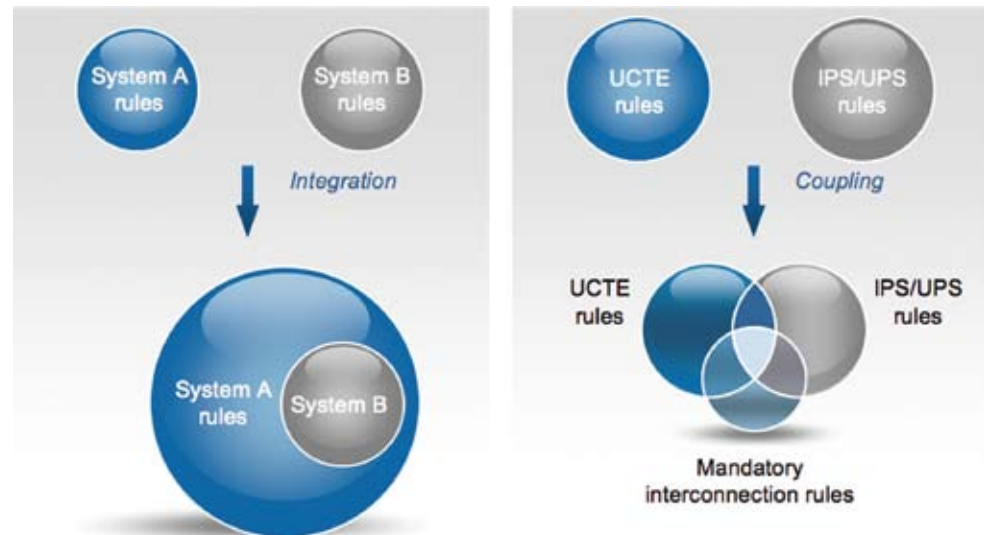 System A
rules
System B
rules
Integration
System A
rules
System B
UCTE
rules
IPS/UPS
rules
Coupling
UCTE
rules
IPS/UPS
rules
Mandatory
interconnection rules